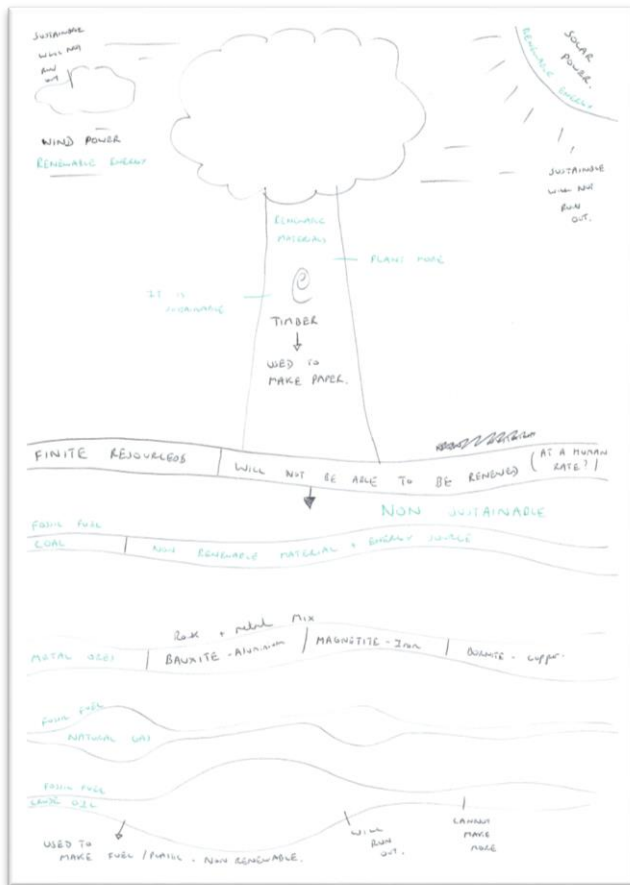 SUSTAINABLE
WILL NOT
RUN
OUT
WIND POWER
RENEWABLE ENERGY
SOLAR
POWER.
RENEWABLE ENERGY
SUSTAINABLE
WILL NOT
RUN
OUT.
RENEWABLE
MATERIALS
PLANT MORE
IT IS
SUSTAINABLE
TIMBER
USED TO
MAKE PAPER.
FINITE RESOURCES
WILL NOT BE ABLE TO BE RENEWED (AT A HUMAN
RATE?)
NON SUSTAINABLE
FOSSIL FUEL
COAL
NON RENEWABLE MATERIAL + ENERGY SOURCE
Rock + metal mix
METAL ORES
BAUXITE - Aluminium
MAGNETITE - Iron
BORNITE - Copper
FOSSIL FUEL
NATURAL GAS
FOSSIL FUEL
CRUDE OIL
USED TO
MAKE FUEL / PLASTIC - NON RENEWABLE.
WILL
RUN
OUT.
CANNOT
MAKE
MORE